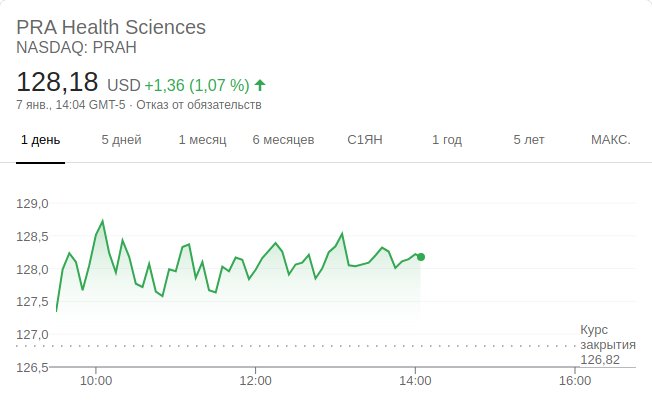 PRA Health Sciences
NASDAQ: PRAH
128,18 USD +1,36 (1,07 %)
7 янв., 14:04 GMT-5 · Отказ от обязательств
1 день 5 дней 1 месяц 6 месяцев С1ЯН 1 год 5 лет МАКС.
129,0
128,5
128,0
127,5
127,0
Курс
закрытия
126,82
126,5
10:00 12:00 14:00 16:00